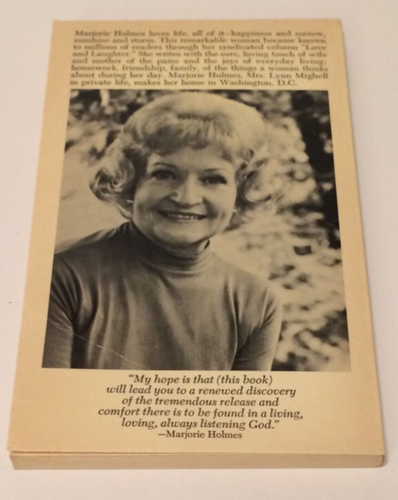 Marjorie Holmes loves life, all of it—happiness and sorrow,
sunshine and storm. This remarkable woman became known
to millions of readers through her syndicated column "Love
and Laughter." She writes with the sure, loving touch of wife
and mother of the pains and the joys of everyday living:
homework, friendship, family, of the things a woman thinks
about during her day. Marjorie Holmes, Mrs. Lynn Mighell
in private life, makes her home in Washington, D.C.
"My hope is that (this book)
will lead you to a renewed discovery
of the tremendous release and
comfort there is to be found in a living,
loving, always listening God."
—Marjorie Holmes